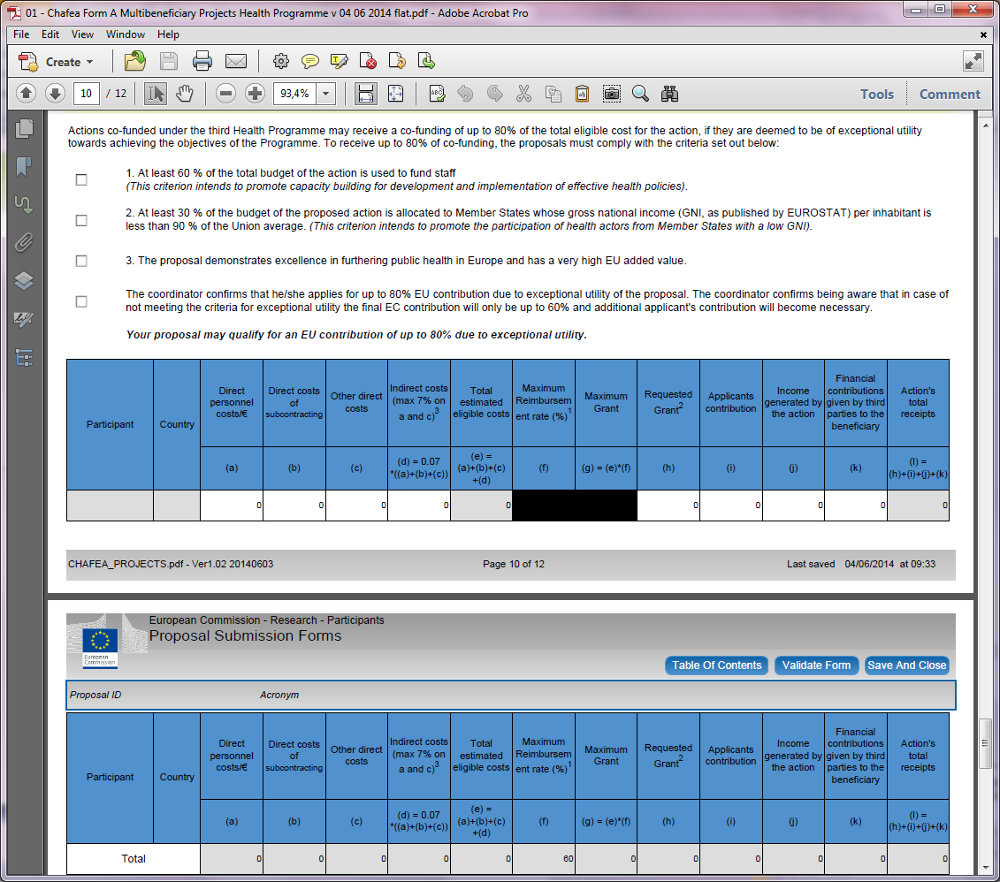 01 - Chafea Form A Multibeneficiary Projects Health Programme v 04 06 2014 flat.pdf - Adobe Acrobat Pro
File Edit View Window Help
Create
10 / 12 93,4% Tools Comment
Actions co-funded under the third Health Programme may receive a co-funding of up to 80% of the total eligible cost for the action, if they are deemed to be of exceptional utility
towards achieving the objectives of the Programme. To receive up to 80% of co-funding, the proposals must comply with the criteria set out below:
1. At least 60 % of the total budget of the action is used to fund staff
(This criterion intends to promote capacity building for development and implementation of effective health policies).
2. At least 30 % of the budget of the proposed action is allocated to Member States whose gross national income (GNI, as published by EUROSTAT) per inhabitant is
less than 90 % of the Union average. (This criterion intends to promote the participation of health actors from Member States with a low GNI).
3. The proposal demonstrates excellence in furthering public health in Europe and has a very high EU added value.
The coordinator confirms that he/she applies for up to 80% EU contribution due to exceptional utility of the proposal. The coordinator confirms being aware that in case of
not meeting the criteria for exceptional utility the final EC contribution will only be up to 60% and additional applicant's contribution will become necessary.
Your proposal may qualify for an EU contribution of up to 80% due to exceptional utility.
Participant
Country
Direct
personnel
costs/€
Direct costs
of
subcontracting
Other direct
costs
Indirect costs
(max 7% on
a and c)3
Total
estimated
eligible costs
Maximum
Reimbursem
ent rate (%)1
Maximum
Grant
Requested
Grant2
Applicants
contribution
Income
generated by
the action
Financial
contributions
given by third
parties to the
beneficiary
Action's
total
receipts
(a)
(b)
(c)
(d) = 0.07
*((a)+(b)+(c))
(e) =
(a)+(b)+(c)
+(d)
(f)
(g) = (e)*(f)
(h)
(i)
(j)
(k)
(l) =
(h)+(i)+(j)+(k)
0 0 0 0 0 0 0 0 0 0
CHAFEA_PROJECTS.pdf - Ver1.02 20140603 Page 10 of 12 Last saved 04/06/2014 at 09:33
European Commission - Research - Participants
Proposal Submission Forms
European
Commission
Table Of Contents Validate Form Save And Close
Proposal ID Acronym
Participant
Country
Direct
personnel
costs/€
Direct costs
of
subcontracting
Other direct
costs
Indirect costs
(max 7% on
a and c)3
Total
estimated
eligible costs
Maximum
Reimbursem
ent rate (%)1
Maximum
Grant
Requested
Grant2
Applicants
contribution
Income
generated by
the action
Financial
contributions
given by third
parties to the
beneficiary
Action's
total
receipts
(a)
(b)
(c)
(d) = 0.07
*((a)+(b)+(c))
(e) =
(a)+(b)+(c)
+(d)
(f)
(g) = (e)*(f)
(h)
(i)
(j)
(k)
(l) =
(h)+(i)+(j)+(k)
Total 0 0 0 0 0 60 0 0 0 0 0 0